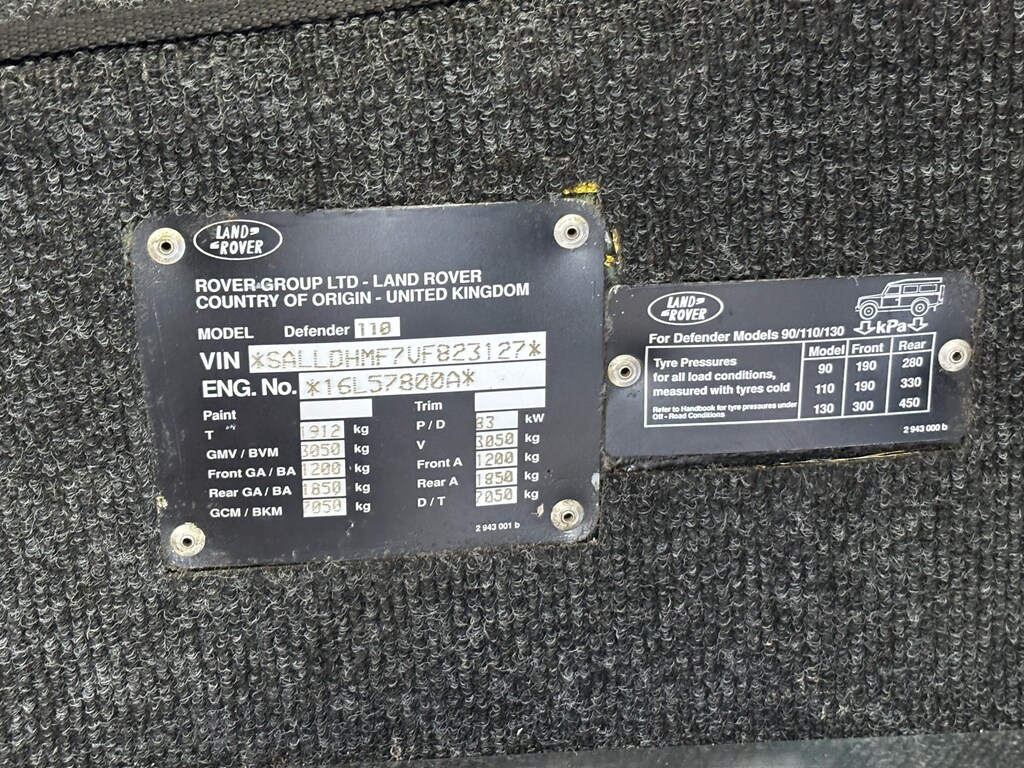 LAND ROVER
ROVER GROUP LTD - LAND ROVER
COUNTRY OF ORIGIN - UNITED KINGDOM
MODEL Defender 110
VIN *SALLDHMF7VF823127*
ENG. No. *16L57800A*
Paint Trim
T 1912 kg P / D 83 kW
GMV / BVM 3050 kg V 3050 kg
Front GA / BA 1200 kg Front A 1200 kg
Rear GA / BA 1850 kg Rear A 1850 kg
GCM / BKM 7050 kg D / T 7050 kg
2 943 001 b
LAND ROVER
kPa
For Defender Models 90/110/130
Tyre Pressures
for all load conditions,
measured with tyres cold
Refer to Handbook for tyre pressures under
Off - Road Conditions
Model Front Rear
90 190 280
110 190 330
130 300 450
2 943 000 b